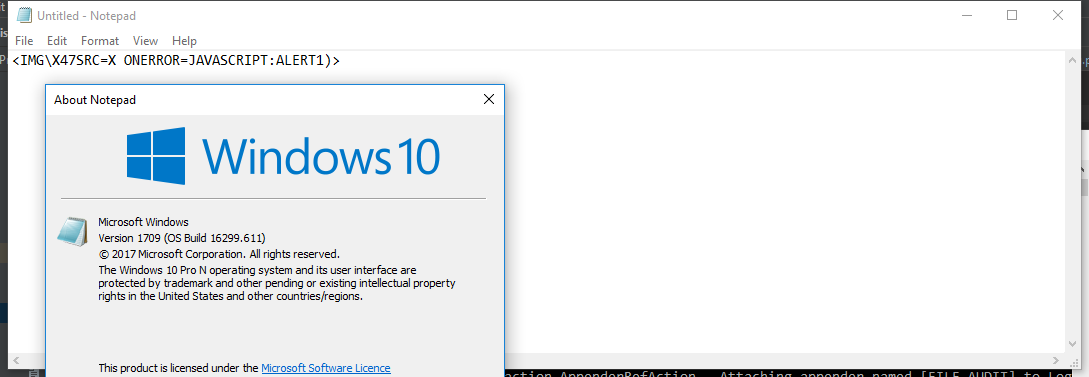 Untitled - Notepad
File Edit Format View Help
<IMG\X47SRC=X ONERROR=JAVASCRIPT:ALERT1)>
About Notepad
Windows 10
Microsoft Windows
Version 1709 (OS Build 16299.611)
© 2017 Microsoft Corporation. All rights reserved.
The Windows 10 Pro N operating system and its user interface are
protected by trademark and other pending or existing intellectual property
rights in the United States and other countries/regions.
This product is licensed under the Microsoft Software Licence
action.AppenderRefAction - Attaching appender named [FILE_AUDIT] to Log